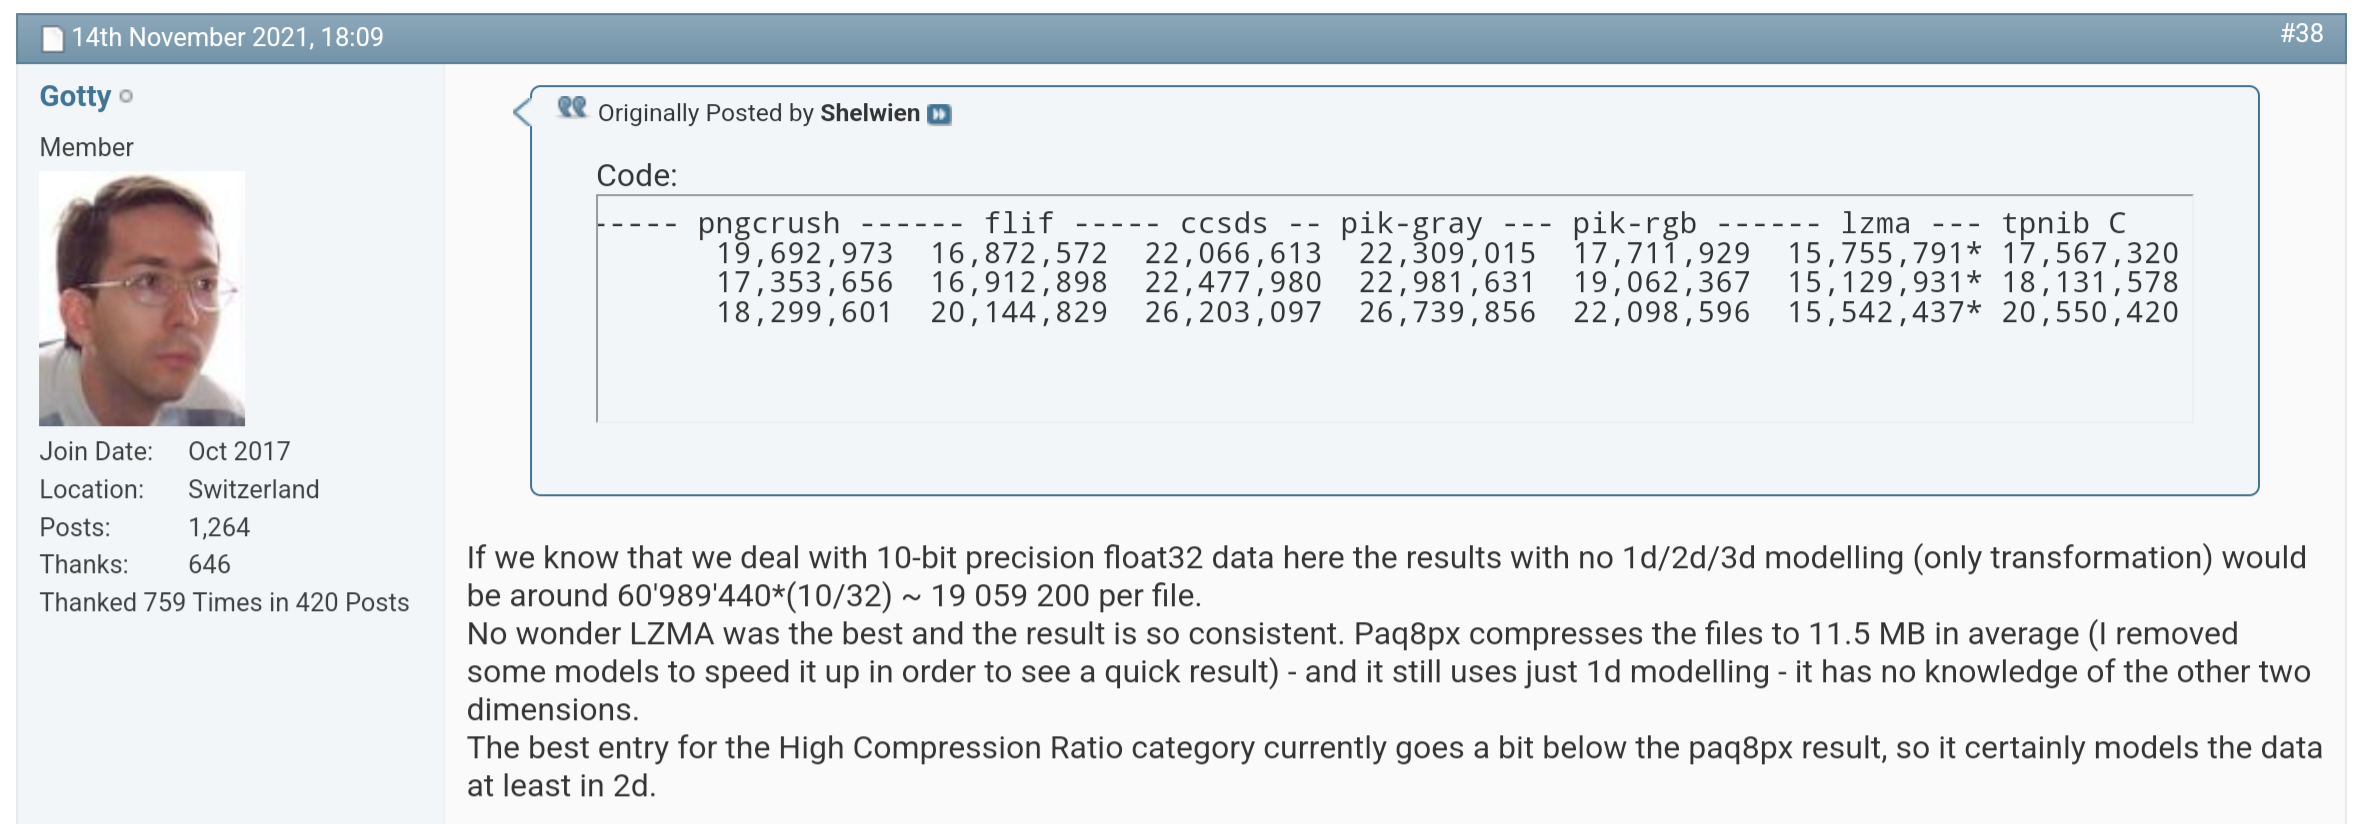 14th November 2021, 18:09
#38
Gotty
Member
Join Date: Oct 2017
Location: Switzerland
Posts: 1,264
Thanks: 646
Thanked 759 Times in 420 Posts
Originally Posted by Shelwien
Code:
----- pngcrush ------ flif ----- ccsds -- pik-gray --- pik-rgb ------ lzma --- tpnib C
19,692,973 16,872,572 22,066,613 22,309,015 17,711,929 15,755,791* 17,567,320
17,353,656 16,912,898 22,477,980 22,981,631 19,062,367 15,129,931* 18,131,578
18,299,601 20,144,829 26,203,097 26,739,856 22,098,596 15,542,437* 20,550,420
If we know that we deal with 10-bit precision float32 data here the results with no 1d/2d/3d modelling (only transformation) would
be around 60'989'440*(10/32) ~ 19 059 200 per file.
No wonder LZMA was the best and the result is so consistent. Paq8px compresses the files to 11.5 MB in average (I removed
some models to speed it up in order to see a quick result) - and it still uses just 1d modelling - it has no knowledge of the other two
dimensions.
The best entry for the High Compression Ratio category currently goes a bit below the paq8px result, so it certainly models the data
at least in 2d.